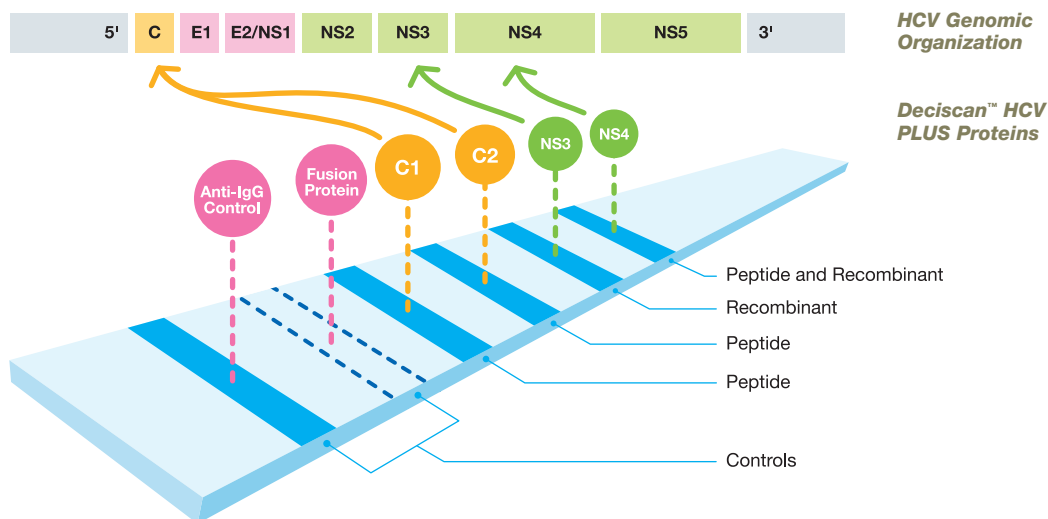 5' C E1 E2/NS1 NS2 NS3 NS4 NS5 3'
HCV Genomic
Organization
Deciscan™ HCV
PLUS Proteins
Anti-IgG
Control
Fusion
Protein
C1
C2
NS3
NS4
Peptide and Recombinant
Recombinant
Peptide
Peptide
Controls